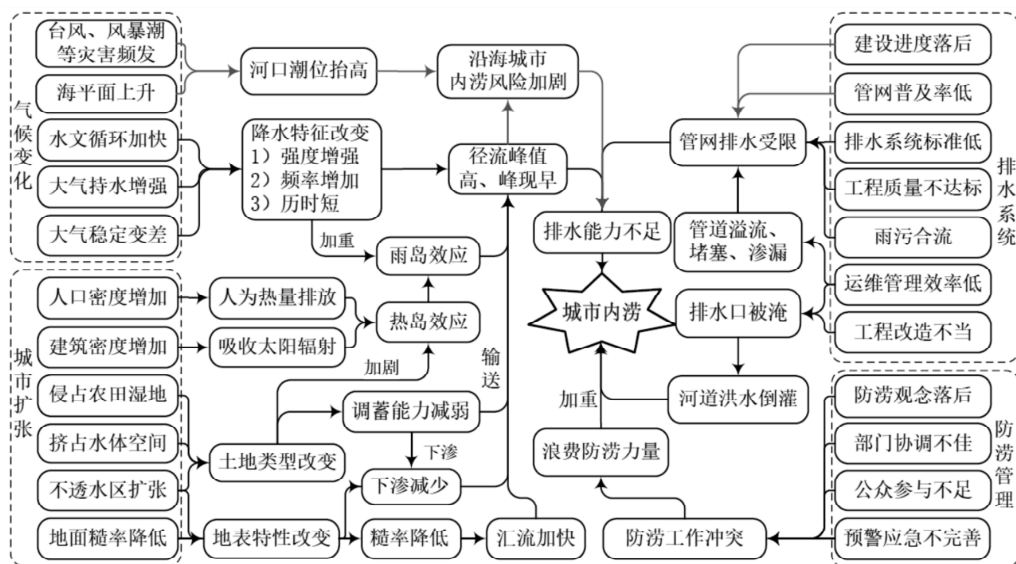 气候变化
台风、风暴潮
等灾害频发
海平面上升
水文循环加快
大气持水增强
大气稳定变差
河口潮位抬高
降水特征改变
1）强度增强
2）频率增加
3）历时短
沿海城市
内涝风险加剧
径流峰值
高、峰现早
加重
雨岛效应
城市扩张
人口密度增加
建筑密度增加
侵占农田湿地
挤占水体空间
不透水区扩张
地面糙率降低
人为热量排放
吸收太阳辐射
热岛效应
加剧
输送
调蓄能力减弱
土地类型改变
下渗
下渗减少
地表特性改变
糙率降低
汇流加快
排水能力不足
城市内涝
加重
浪费防涝力量
防涝工作冲突
管网排水受限
管道溢流、
堵塞、渗漏
排水口被淹
河道洪水倒灌
建设进度落后
管网普及率低
排水系统标准低
工程质量不达标
雨污合流
运维管理效率低
工程改造不当
排水系统
防涝观念落后
部门协调不佳
公众参与不足
预警应急不完善
防涝管理